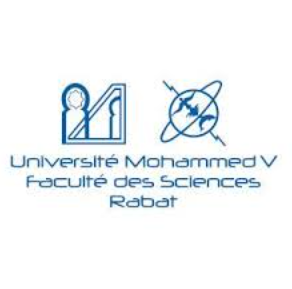 Université Mohammed V
Faculté des Sciences
Rabat